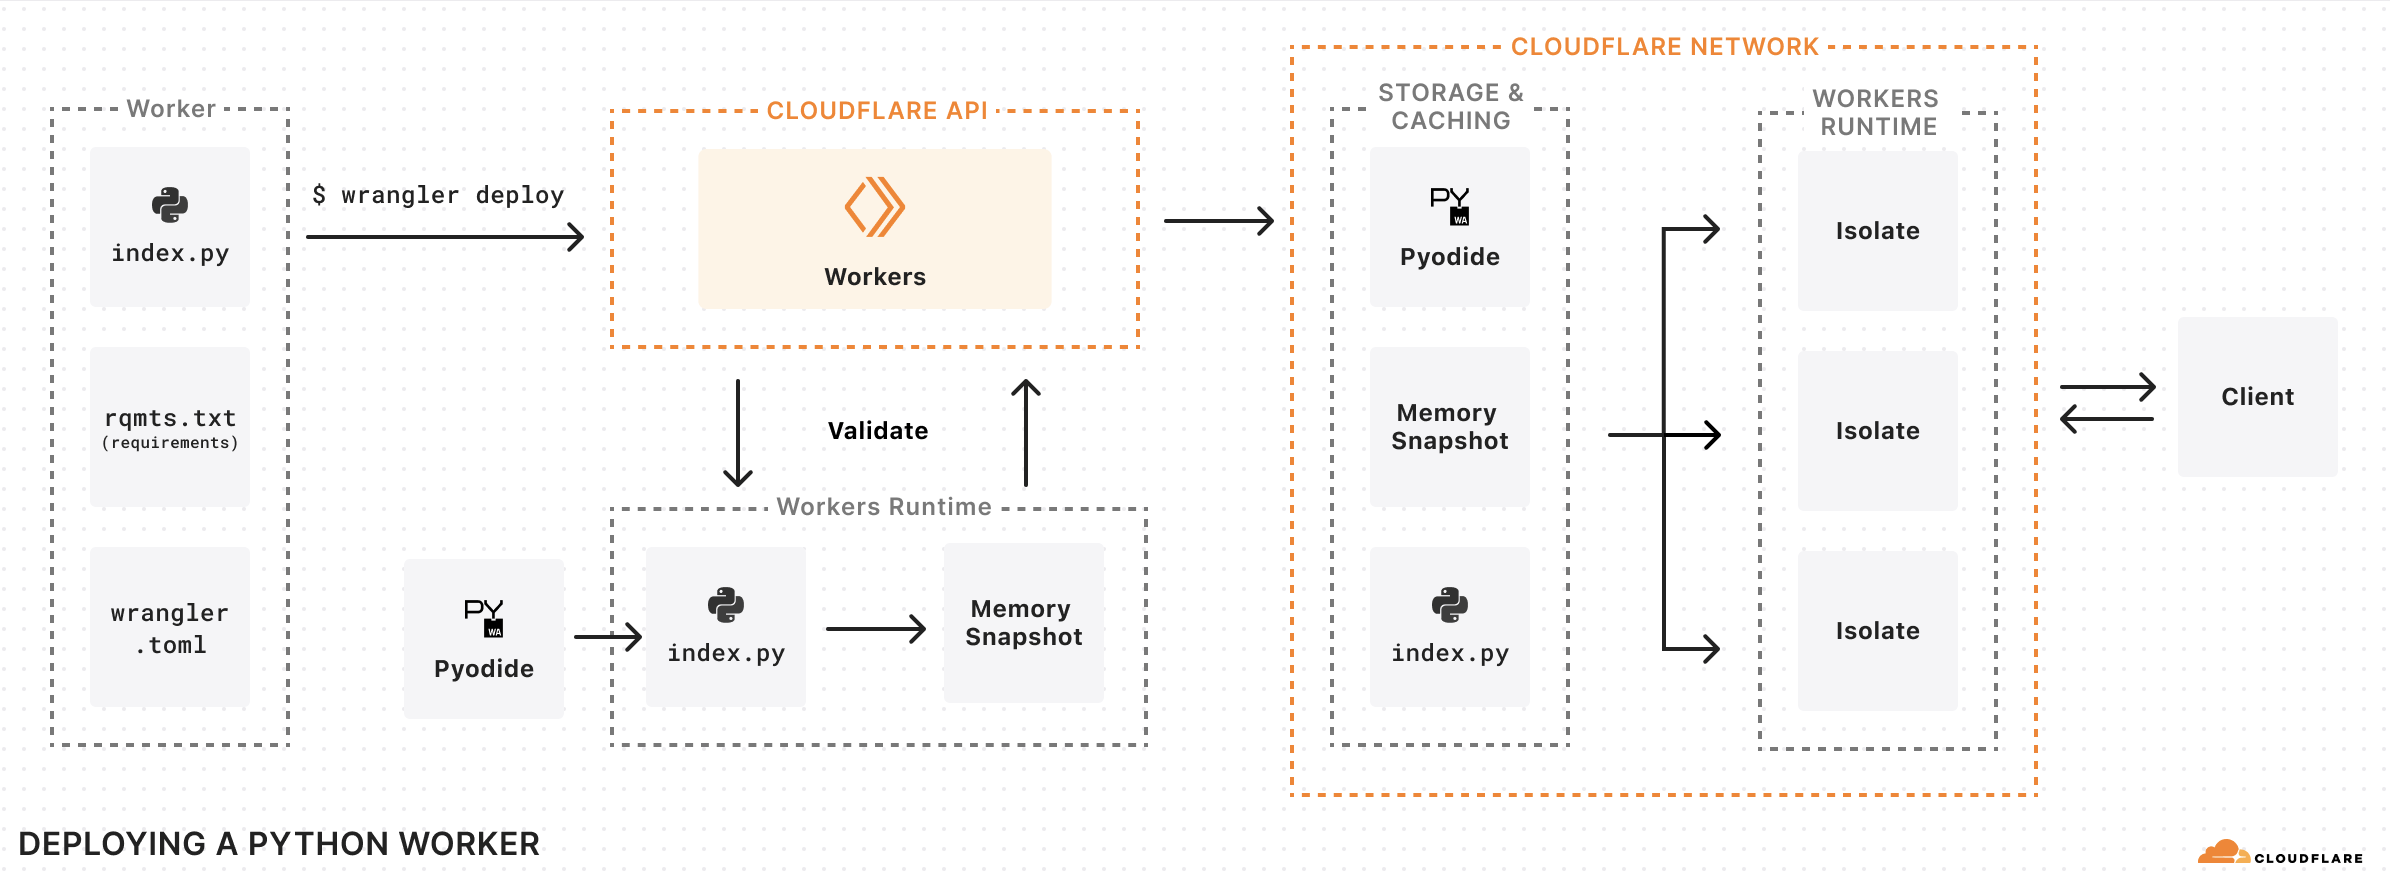 Worker
index.py
rqmts.txt
(requirements)
wrangler
.toml
$ wrangler deploy
CLOUDFLARE API
Workers
Validate
Workers Runtime
PY
WA
Pyodide
index.py
Memory
Snapshot
CLOUDFLARE NETWORK
STORAGE &
CACHING
PY
WA
Pyodide
Memory
Snapshot
index.py
WORKERS
RUNTIME
Isolate
Isolate
Isolate
Client
DEPLOYING A PYTHON WORKER
CLOUDFLARE